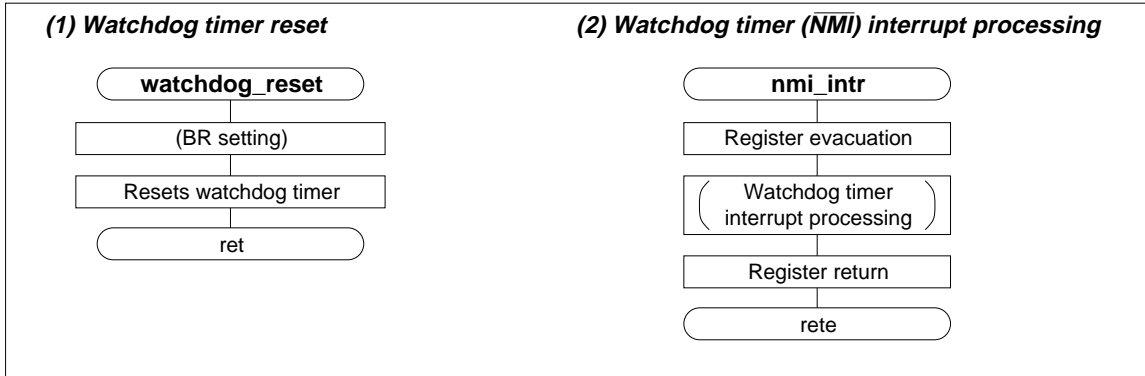 (1) Watchdog timer reset
watchdog_reset
(BR setting)
Resets watchdog timer
ret
(2) Watchdog timer (N̅M̅I̅) interrupt processing
nmi_intr
Register evacuation
Watchdog timer
interrupt processing
Register return
rete